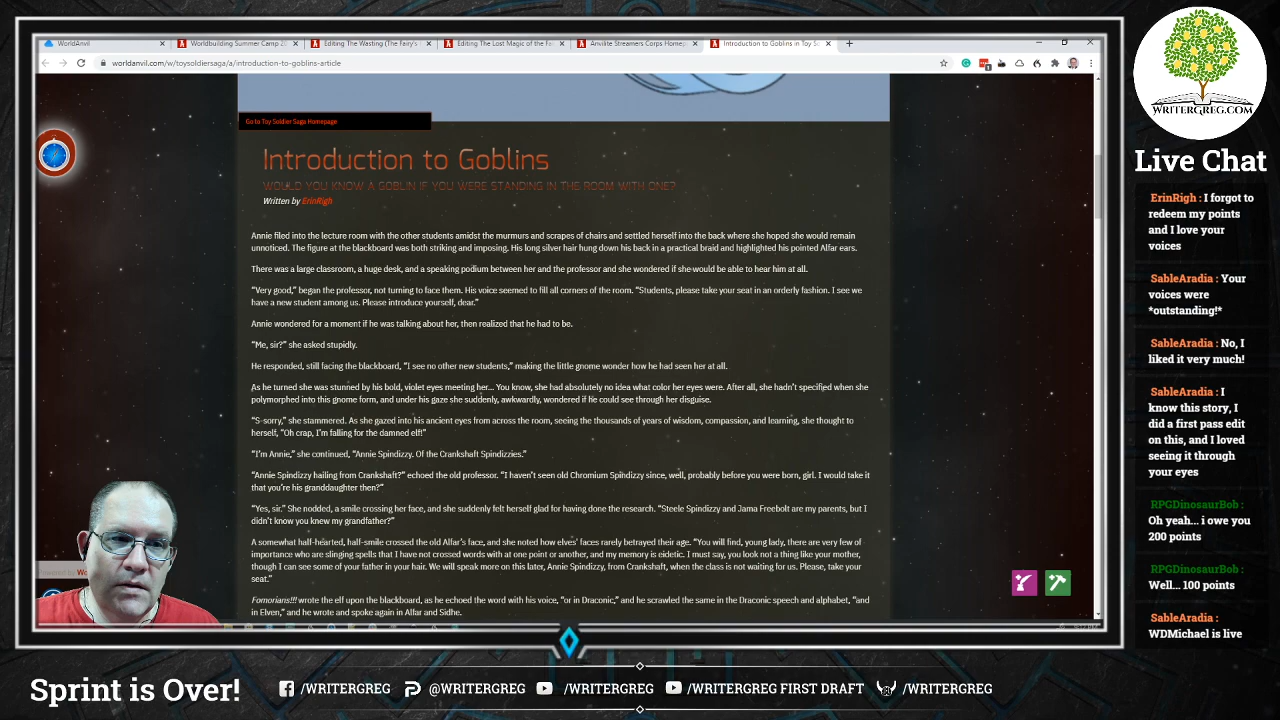 WorldAnvil
Worldbuilding Summer Camp 2
Editing The Wasting (The Fairy's
Editing The Lost Magic of the Fa
Anvilite Streamers Corps Homep
Introduction to Goblins in Toy So
worldanvil.com/w/toysoldiersaga/a/introduction-to-goblins-article
Go to Toy Soldier Saga Homepage
Introduction to Goblins
WOULD YOU KNOW A GOBLIN IF YOU WERE STANDING IN THE ROOM WITH ONE?
Written by ErinRigh
Annie filed into the lecture room with the other students amidst the murmurs and scrapes of chairs and settled herself into the back where she hoped she would remain
unnoticed. The figure at the blackboard was both striking and imposing. His long silver hair hung down his back in a practical braid and highlighted his pointed Alfar ears.
There was a large classroom, a huge desk, and a speaking podium between her and the professor and she wondered if she would be able to hear him at all.
"Very good," began the professor, not turning to face them. His voice seemed to fill all corners of the room. "Students, please take your seat in an orderly fashion. I see we
have a new student among us. Please introduce yourself, dear."
Annie wondered for a moment if he was talking about her, then realized that he had to be.
"Me, sir?" she asked stupidly.
He responded, still facing the blackboard, "I see no other new students," making the little gnome wonder how he had seen her at all.
As he turned she was stunned by his bold, violet eyes meeting her... You know, she had absolutely no idea what color her eyes were. After all, she hadn't specified when she
polymorphed into this gnome form, and under his gaze she suddenly, awkwardly, wondered if he could see through her disguise.
"S-sorry," she stammered. As she gazed into his ancient eyes from across the room, seeing the thousands of years of wisdom, compassion, and learning, she thought to
herself, "Oh crap, I'm falling for the damned elf!"
"I'm Annie," she continued, "Annie Spindizzy. Of the Crankshaft Spindizzies."
"Annie Spindizzy hailing from Crankshaft?" echoed the old professor. "I haven't seen old Chromium Spindizzy since, well, probably before you were born, girl. I would take it
that you're his granddaughter then?"
"Yes, sir." She nodded, a smile crossing her face, and she suddenly felt herself glad for having done the research. "Steele Spindizzy and Jama Freebolt are my parents, but I
didn't know you knew my grandfather?"
A somewhat half-hearted, half-smile crossed the old Alfar's face, and she noted how elves' faces rarely betrayed their age. "You will find, young lady, there are very few of
importance who are slinging spells that I have not crossed words with at one point or another, and my memory is eidetic. I must say, you look not a thing like your mother,
though I can see some of your father in your hair. We will speak more on this later, Annie Spindizzy, from Crankshaft, when the class is not waiting for us. Please, take your
seat."
Fomorians!!! wrote the elf upon the blackboard, as he echoed the word with his voice, "or in Draconic," and he scrawled the same in the Draconic speech and alphabet, "and
in Elven," and he wrote and spoke again in Alfar and Sidhe.
WRITERGREG.COM
Live Chat
ErinRigh : I forgot to
redeem my points
and I love your
voices
SableAradia : Your
voices were
*outstanding!*
SableAradia : No, I
liked it very much!
SableAradia : I
know this story, I
did a first pass edit
on this, and I loved
seeing it through
your eyes
RPGDinosaurBob :
Oh yeah... i owe you
200 points
RPGDinosaurBob :
Well... 100 points
SableAradia :
WDMichael is live
Sprint is Over!
/WRITERGREG
@WRITERGREG
/WRITERGREG
/WRITERGREG FIRST DRAFT
/WRITERGREG